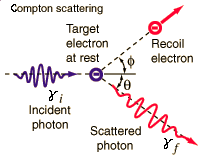 Compton scattering
Target
electron
at rest
Recoil
electron
ϕ
θ
Incident
photon
γi
Scattered
photon
γf